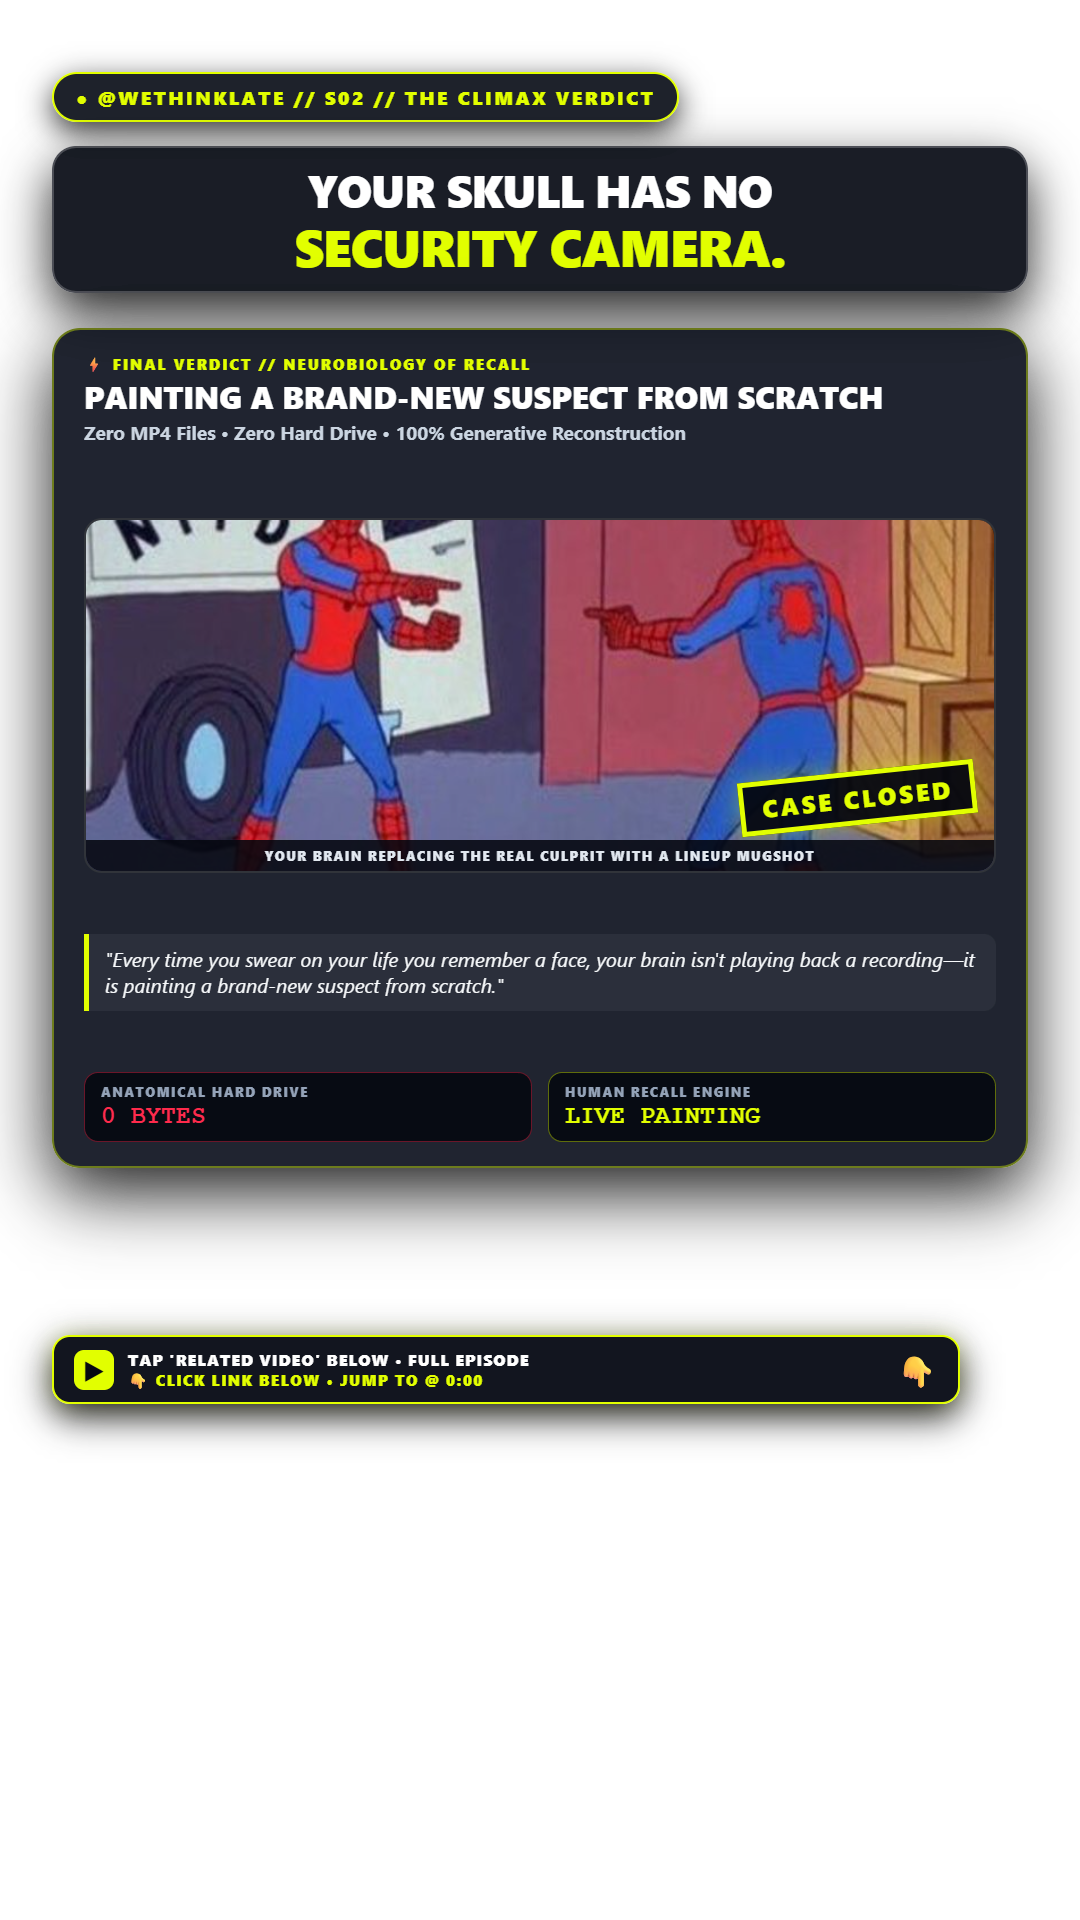 • @WETHINKLATE // S02 // THE CLIMAX VERDICT
YOUR SKULL HAS NO
SECURITY CAMERA.
⚡ FINAL VERDICT // NEUROBIOLOGY OF RECALL
PAINTING A BRAND-NEW SUSPECT FROM SCRATCH
Zero MP4 Files • Zero Hard Drive • 100% Generative Reconstruction
NYPD
CASE CLOSED
YOUR BRAIN REPLACING THE REAL CULPRIT WITH A LINEUP MUGSHOT
"Every time you swear on your life you remember a face, your brain isn't playing back a recording—it
is painting a brand-new suspect from scratch."
ANATOMICAL HARD DRIVE
0 BYTES
HUMAN RECALL ENGINE
LIVE PAINTING
TAP 'RELATED VIDEO' BELOW • FULL EPISODE
👇 CLICK LINK BELOW • JUMP TO @ 0:00